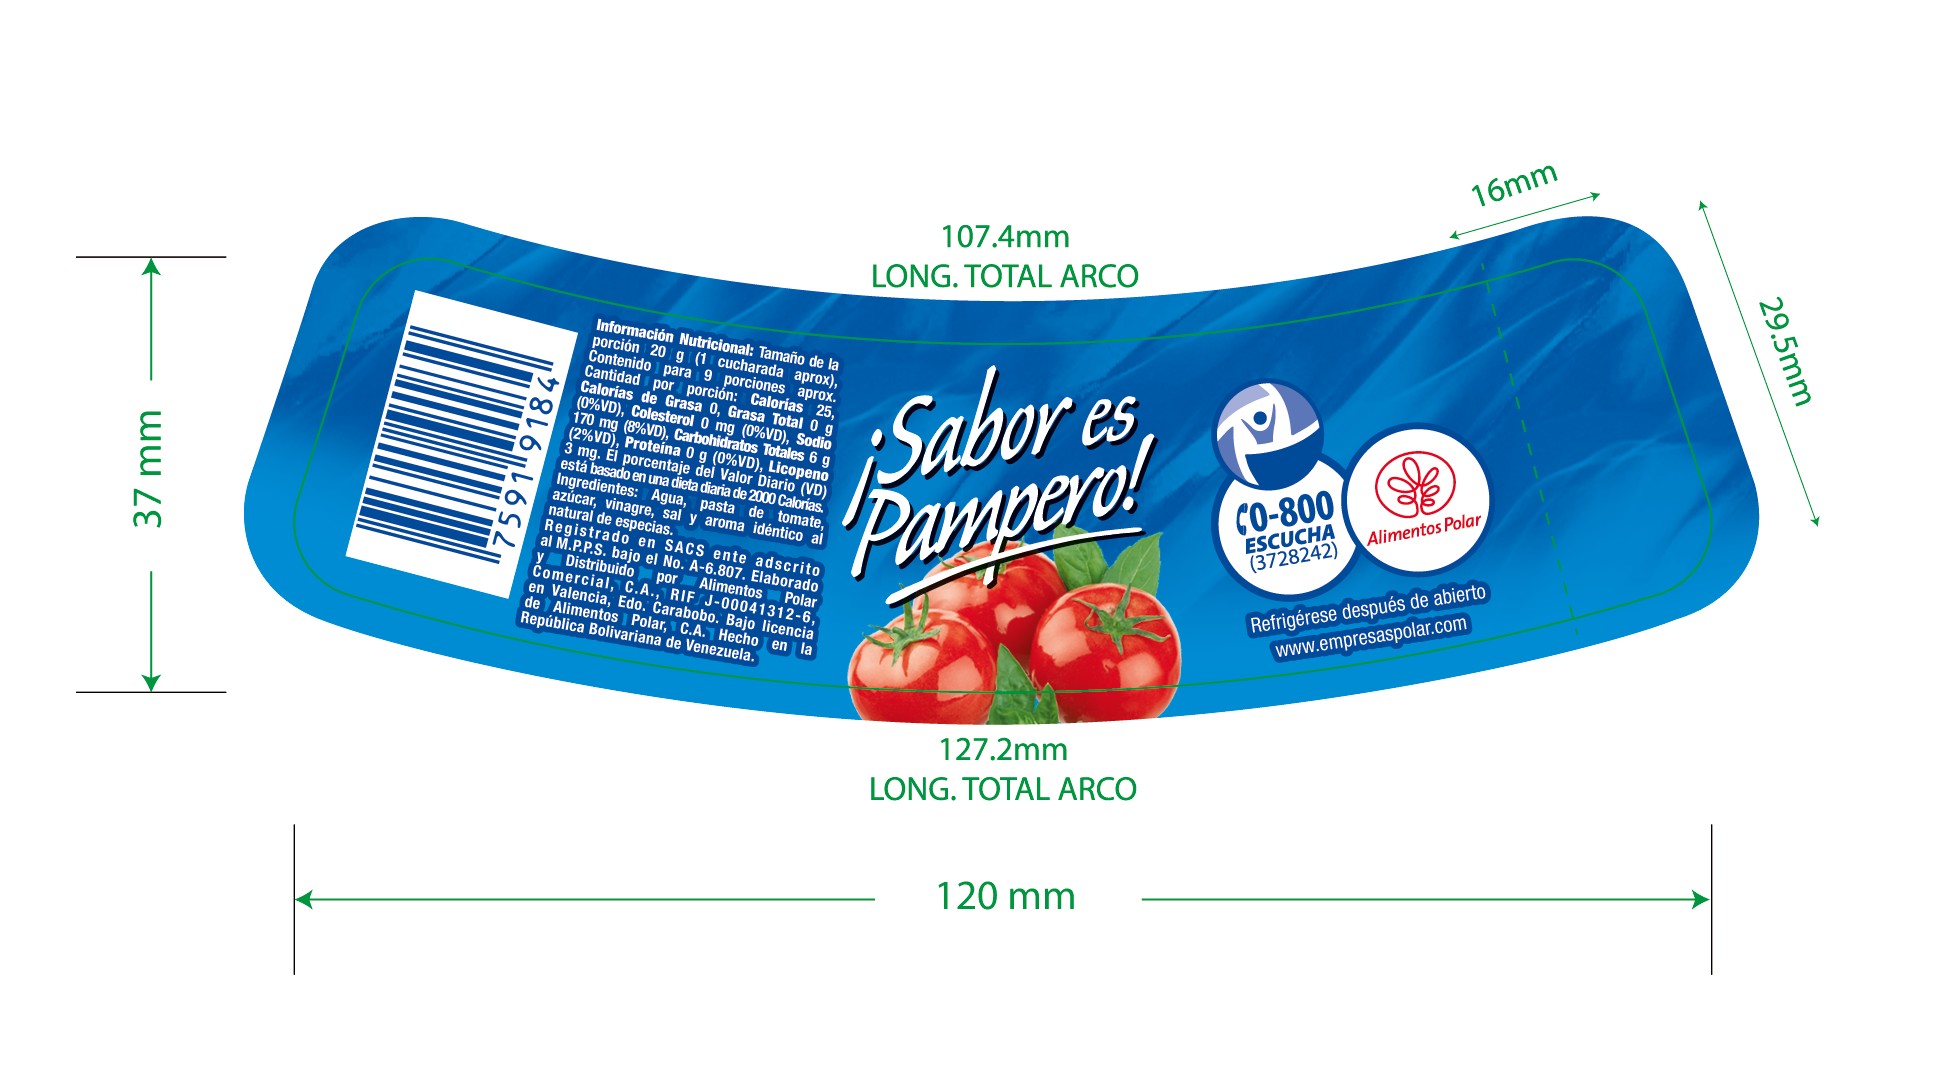 16mm
107.4mm
LONG. TOTAL ARCO
29.5mm
37 mm
7591 9184
Información Nutricional: Tamaño de la
porción 20 g (1 cucharada aprox),
Contenido para 9 porciones aprox.
Cantidad por porción: Calorías 25,
Calorías de Grasa 0, Grasa Total 0 g
(0%VD), Colesterol 0 mg (0%VD), Sodio
170 mg (8%VD), Carbohidratos Totales 6 g
(2%VD), Proteína 0 g (0%VD), Licopeno
3 mg. El porcentaje del Valor Diario (VD)
está basado en una dieta diaria de 2000 Calorías.
Ingredientes: Agua, pasta de tomate,
azúcar, vinagre, sal y aroma idéntico al
natural de especias.
Registrado en SACS ente adscrito
al M.P.P.S. bajo el No. A-6.807. Elaborado
y Distribuido por Alimentos Polar
Comercial, C.A., RIF J-00041312-6,
en Valencia, Edo. Carabobo. Bajo licencia
de Alimentos Polar, C.A. Hecho en la
República Bolivariana de Venezuela.
¡Sabor es
¡Pampero!
0-800
ESCUCHA
(3728242)
Alimentos Polar
Refrigérese después de abierto
www.empresaspolar.com
127.2mm
LONG. TOTAL ARCO
120 mm